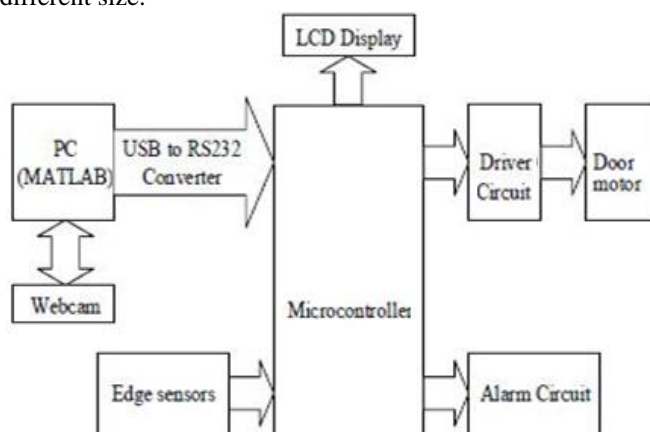 different size.
LCD Display
PC
(MATLAB)
USB to RS232
Converter
Driver
Circuit
Door
motor
Webcam
Microcontroller
Edge sensors
Alarm Circuit